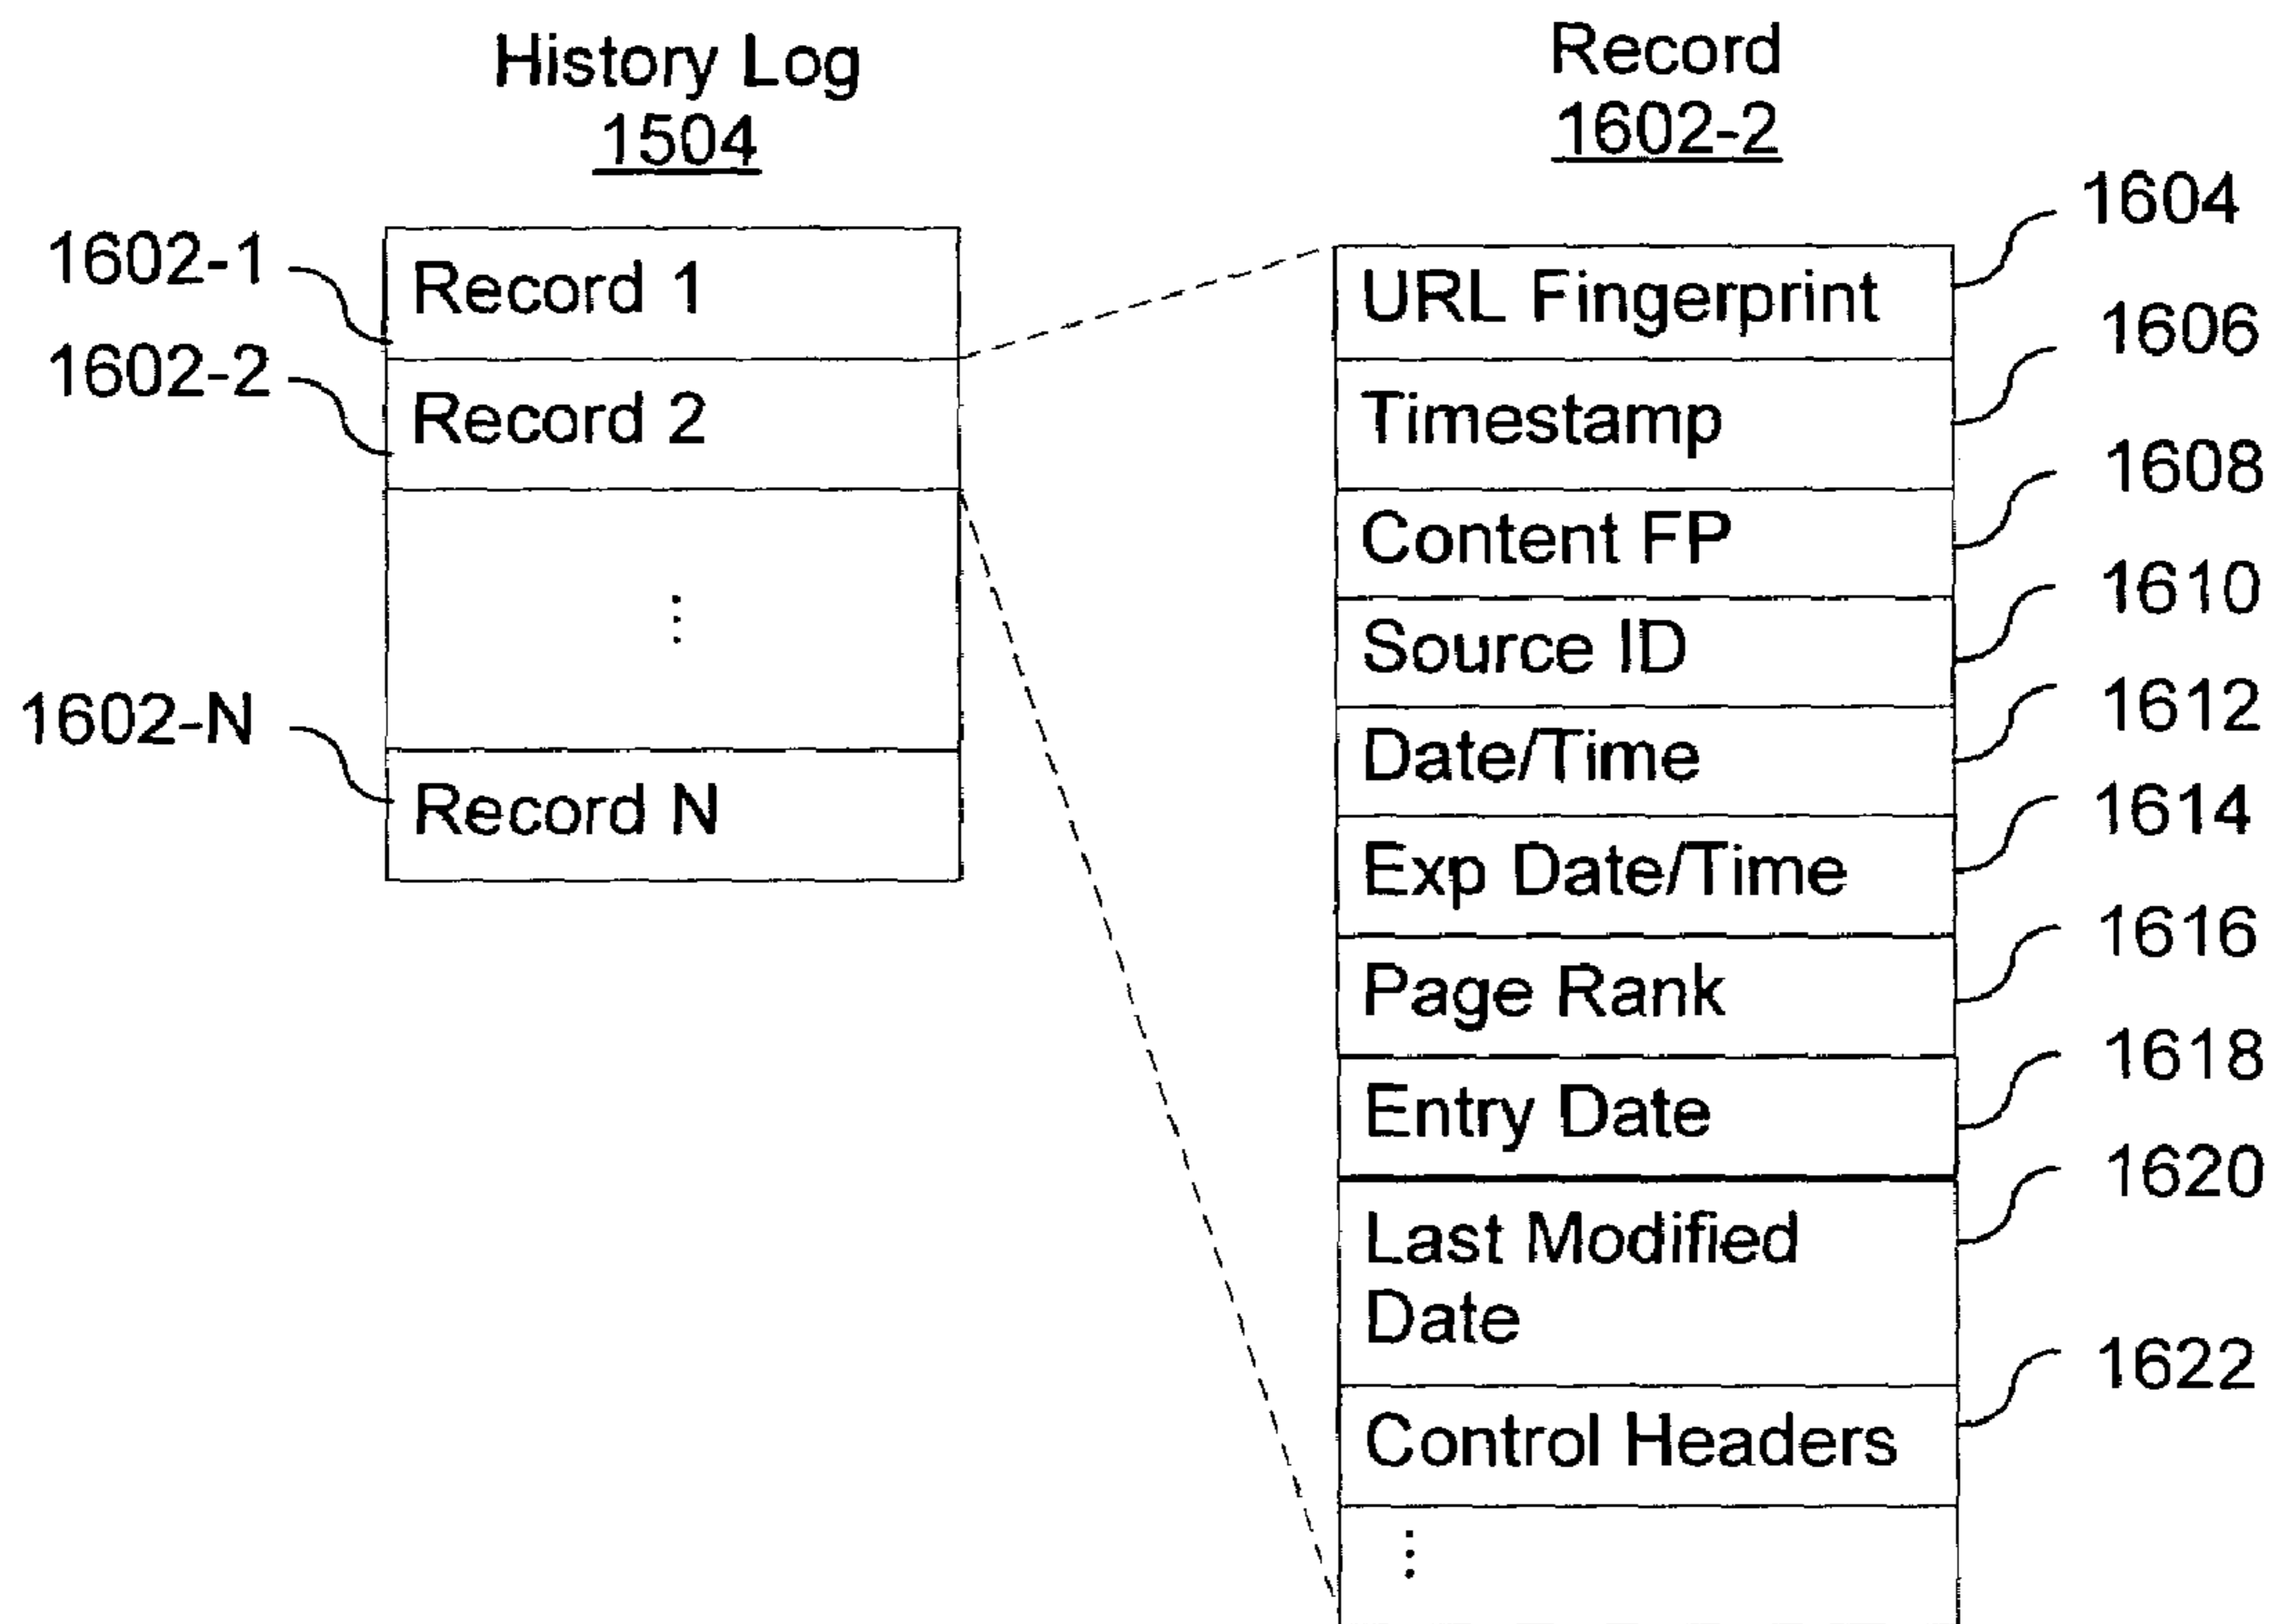 History Log
1504
1602-1
Record 1
1602-2
Record 2
⋮
1602-N
Record N
Record
1602-2
URL Fingerprint
1604
Timestamp
1606
Content FP
1608
Source ID
1610
Date/Time
1612
Exp Date/Time
1614
Page Rank
1616
Entry Date
1618
Last Modified
Date
1620
Control Headers
1622
⋮